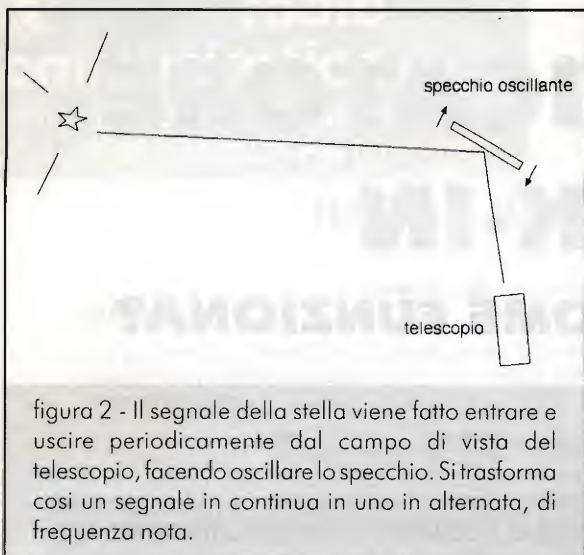 specchio oscillante
telescopio
figura 2 - Il segnale della stella viene fatto entrare e
uscire periodicamente dal campo di vista del
telescopio, facendo oscillare lo specchio. Si trasforma
così un segnale in continua in uno in alternata, di
frequenza nota.